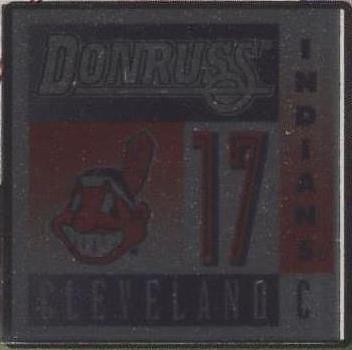 DONRUSS
INDIANS
17
CLEVELAND
C